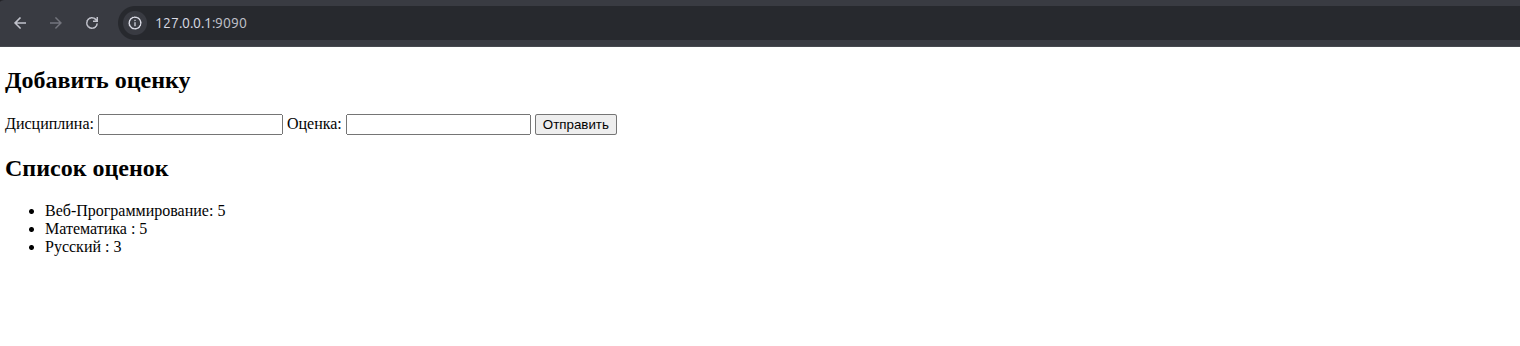 127.0.0.1:9090
Добавить оценку
Дисциплина: Оценка: Отправить
Список оценок
Веб-Программирование: 5
Математика : 5
Русский : 3